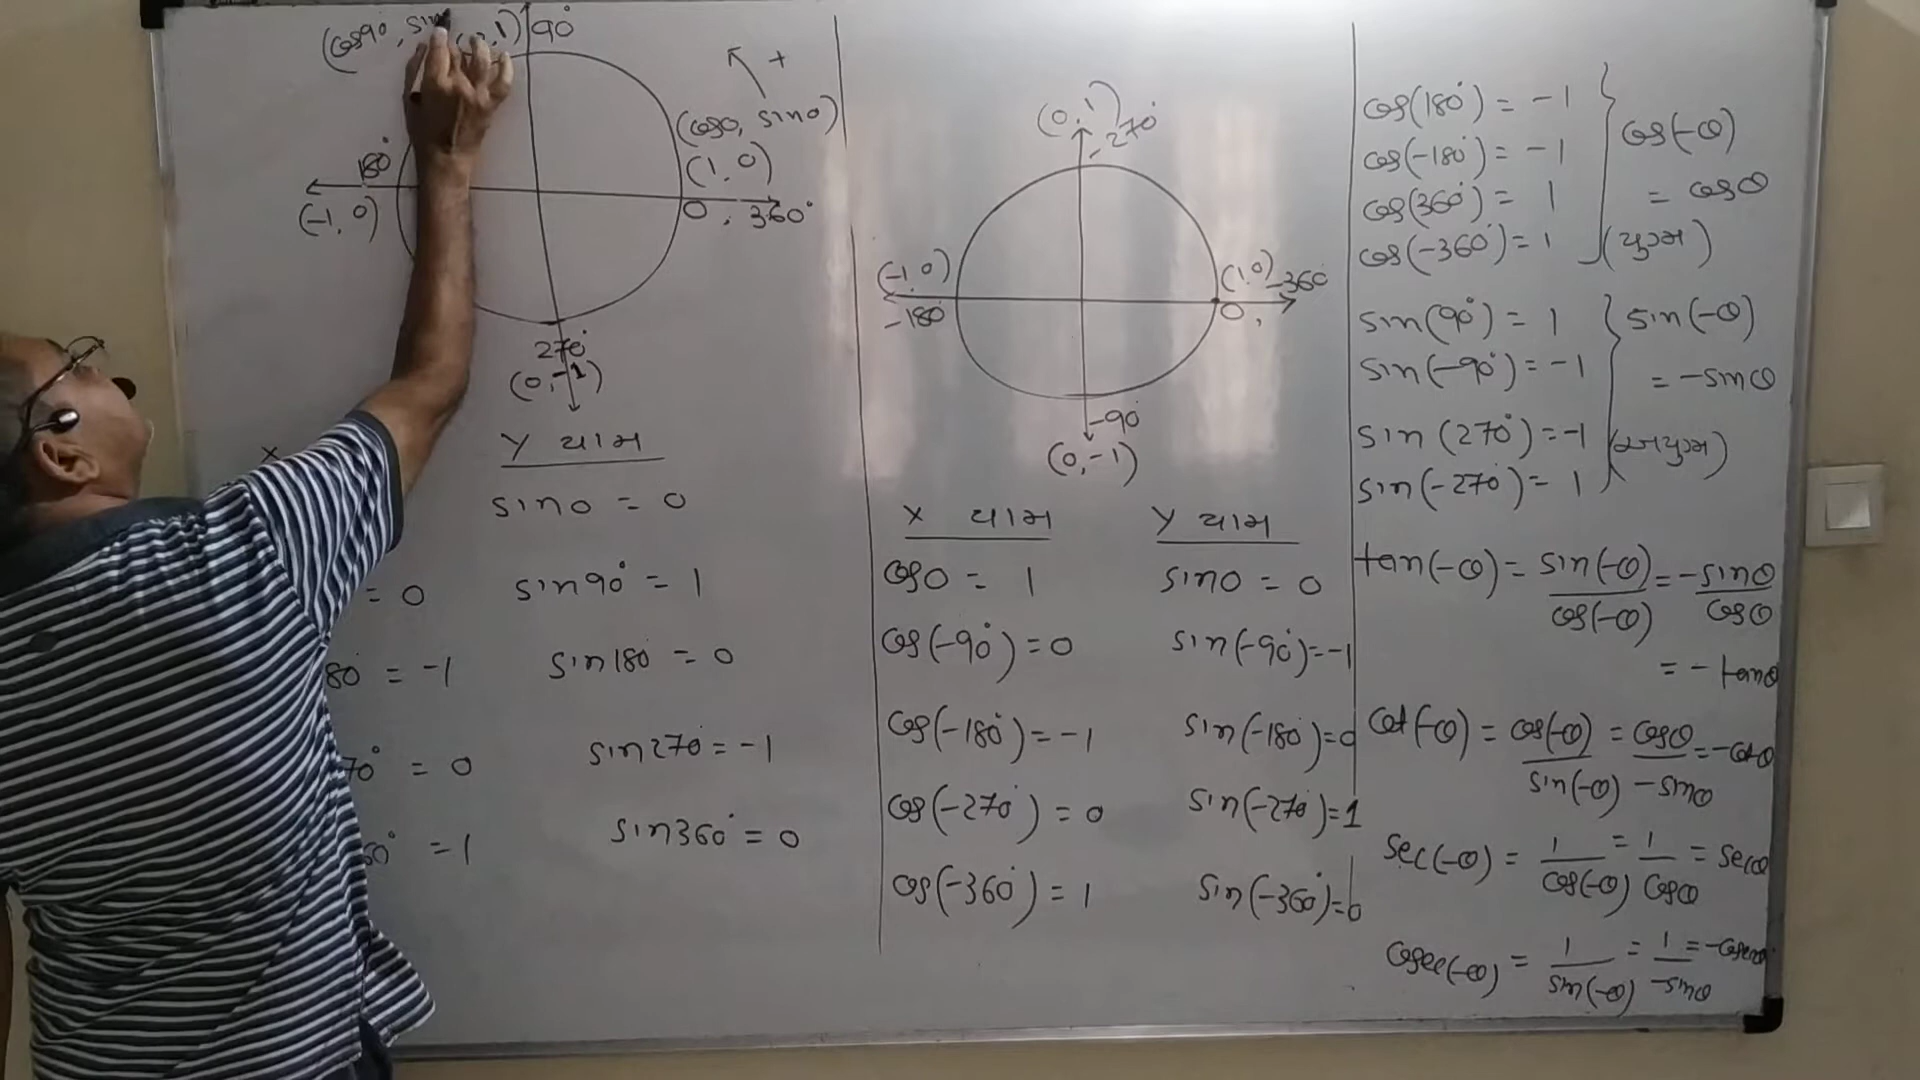 (cos90°, sin
, 1) 90°
+
(cos0, sin0)
180°
(1, 0)
(-1, 0)
0, 360°
270°
(0, -1)
X
Y યામ
sin0 = 0
= 0
sin90° = 1
80° = -1
sin180° = 0
70° = 0
sin270° = -1
60° = 1
sin360° = 0
(0, 1)
-270°
(-1, 0)
(1, 0) -360°
-180°
0,
-90°
(0, -1)
X યામ
Y યામ
cos0 = 1
sin0 = 0
cos(-90°) = 0
sin(-90°) = -1
cos(-180°) = -1
sin(-180°) = 0
cos(-270°) = 0
sin(-270°) = 1
cos(-360°) = 1
sin(-360°) = 0
cos(180°) = -1
cos(-180°) = -1
cos(360°) = 1
cos(-360°) = 1
cos(-θ)
= cosθ
(યુગ્મ)
sin(90°) = 1
sin(-90°) = -1
sin(270°) = -1
sin(-270°) = 1
sin(-θ)
= -sinθ
(અયુગ્મ)
tan(-θ) = sin(-θ)/cos(-θ) = -sinθ/cosθ
= -tanθ
cot(-θ) = cos(-θ)/sin(-θ) = cosθ/-sinθ = -cotθ
sec(-θ) = 1/cos(-θ) = 1/cosθ = secθ
cosec(-θ) = 1/sin(-θ) = 1/-sinθ = -cosecθ